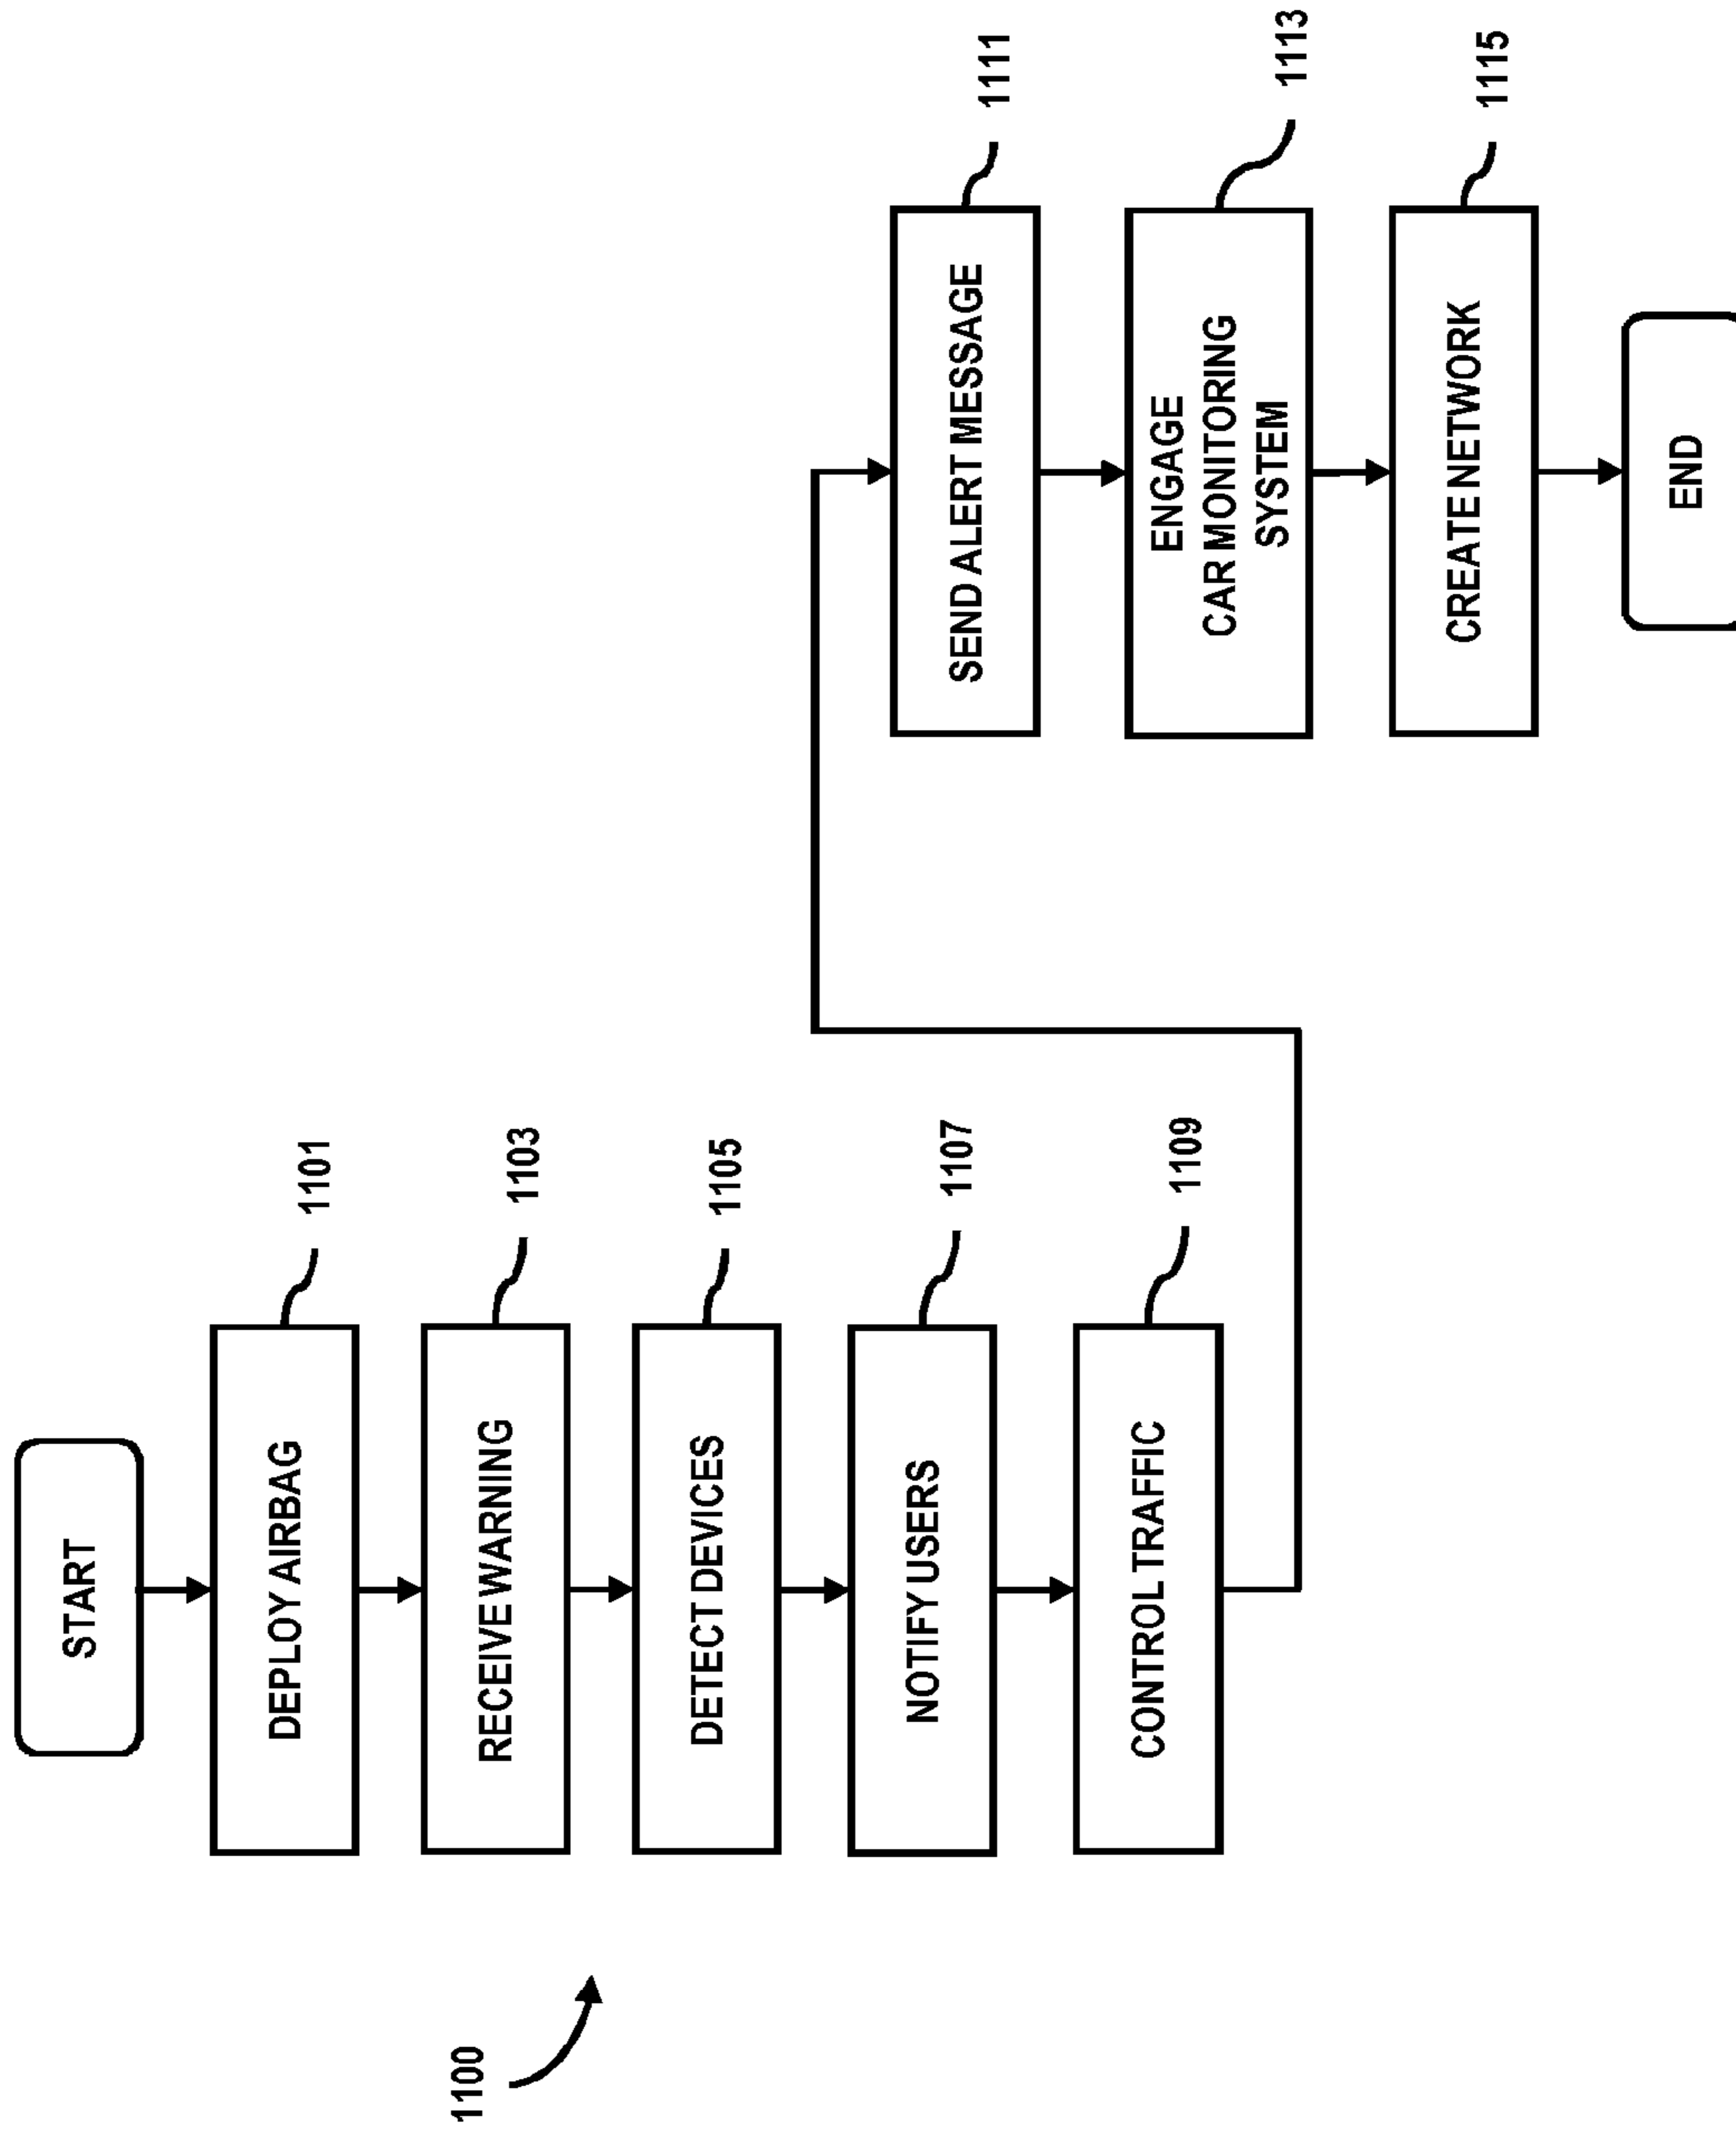 1100
START
DEPLOY AIRBAG
1101
RECEIVE WARNING
1103
DETECT DEVICES
1105
NOTIFY USERS
1107
CONTROL TRAFFIC
1109
SEND ALERT MESSAGE
1111
ENGAGE
CAR MONITORING
SYSTEM
1113
CREATE NETWORK
1115
END